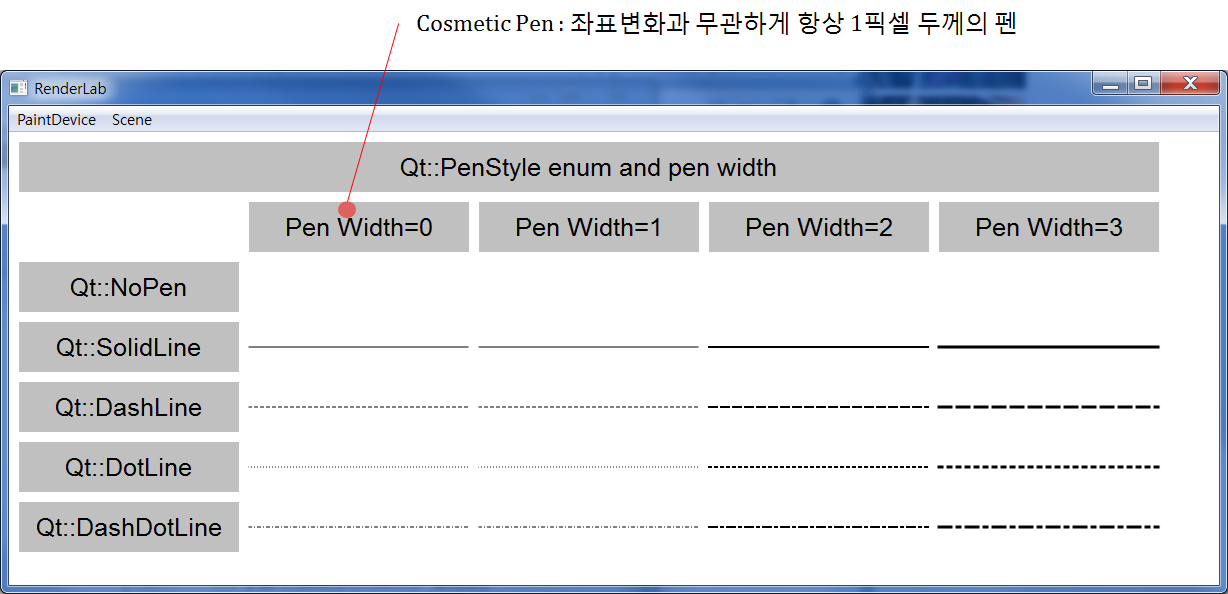 Cosmetic Pen : 좌표변화과 무관하게 항상 1픽셀 두께의 펜
RenderLab
PaintDevice Scene
Qt::PenStyle enum and pen width
Pen Width=0 Pen Width=1 Pen Width=2 Pen Width=3
Qt::NoPen
Qt::SolidLine
Qt::DashLine
Qt::DotLine
Qt::DashDotLine